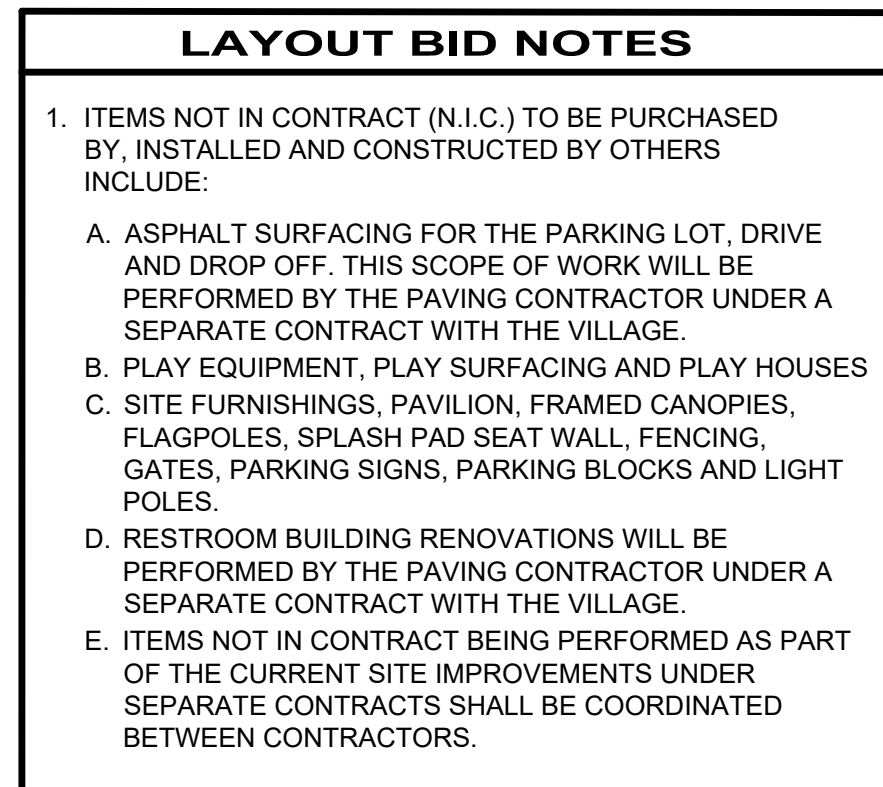 LAYOUT BID NOTES
1. ITEMS NOT IN CONTRACT (N.I.C.) TO BE PURCHASED
BY, INSTALLED AND CONSTRUCTED BY OTHERS
INCLUDE:
A. ASPHALT SURFACING FOR THE PARKING LOT, DRIVE
AND DROP OFF. THIS SCOPE OF WORK WILL BE
PERFORMED BY THE PAVING CONTRACTOR UNDER A
SEPARATE CONTRACT WITH THE VILLAGE.
B. PLAY EQUIPMENT, PLAY SURFACING AND PLAY HOUSES
C. SITE FURNISHINGS, PAVILION, FRAMED CANOPIES,
FLAGPOLES, SPLASH PAD SEAT WALL, FENCING,
GATES, PARKING SIGNS, PARKING BLOCKS AND LIGHT
POLES.
D. RESTROOM BUILDING RENOVATIONS WILL BE
PERFORMED BY THE PAVING CONTRACTOR UNDER A
SEPARATE CONTRACT WITH THE VILLAGE.
E. ITEMS NOT IN CONTRACT BEING PERFORMED AS PART
OF THE CURRENT SITE IMPROVEMENTS UNDER
SEPARATE CONTRACTS SHALL BE COORDINATED
BETWEEN CONTRACTORS.